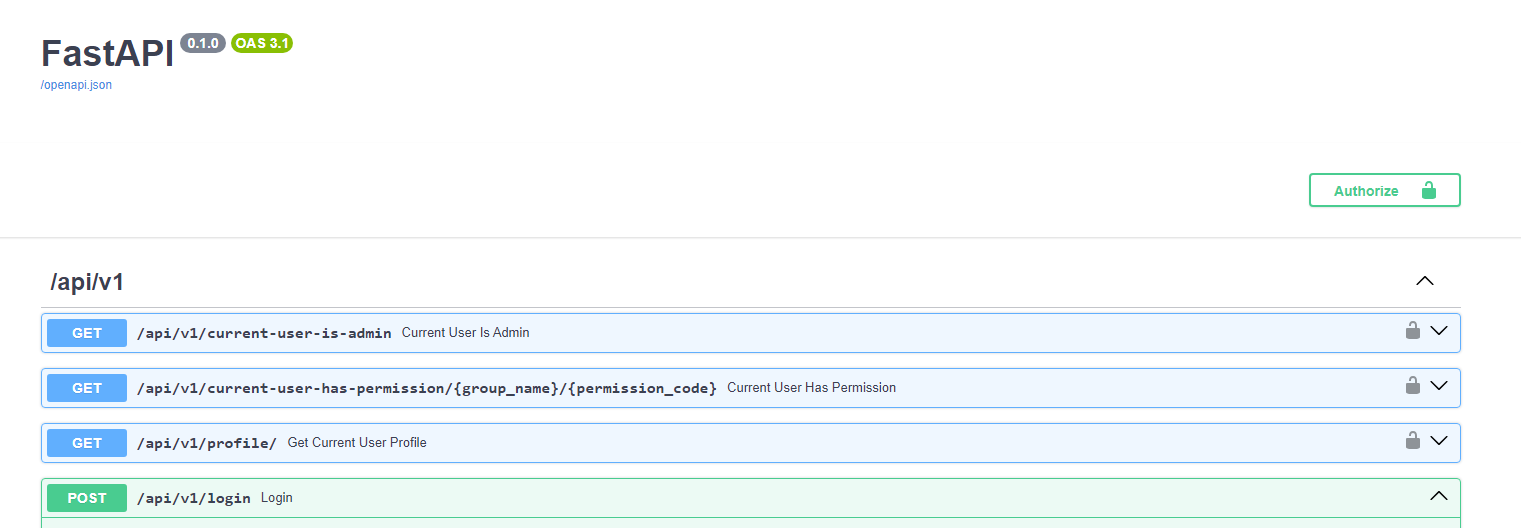 FastAPI 0.1.0 OAS 3.1
/openapi.json
Authorize
/api/v1
GET /api/v1/current-user-is-admin Current User Is Admin
GET /api/v1/current-user-has-permission/{group_name}/{permission_code} Current User Has Permission
GET /api/v1/profile/ Get Current User Profile
POST /api/v1/login Login